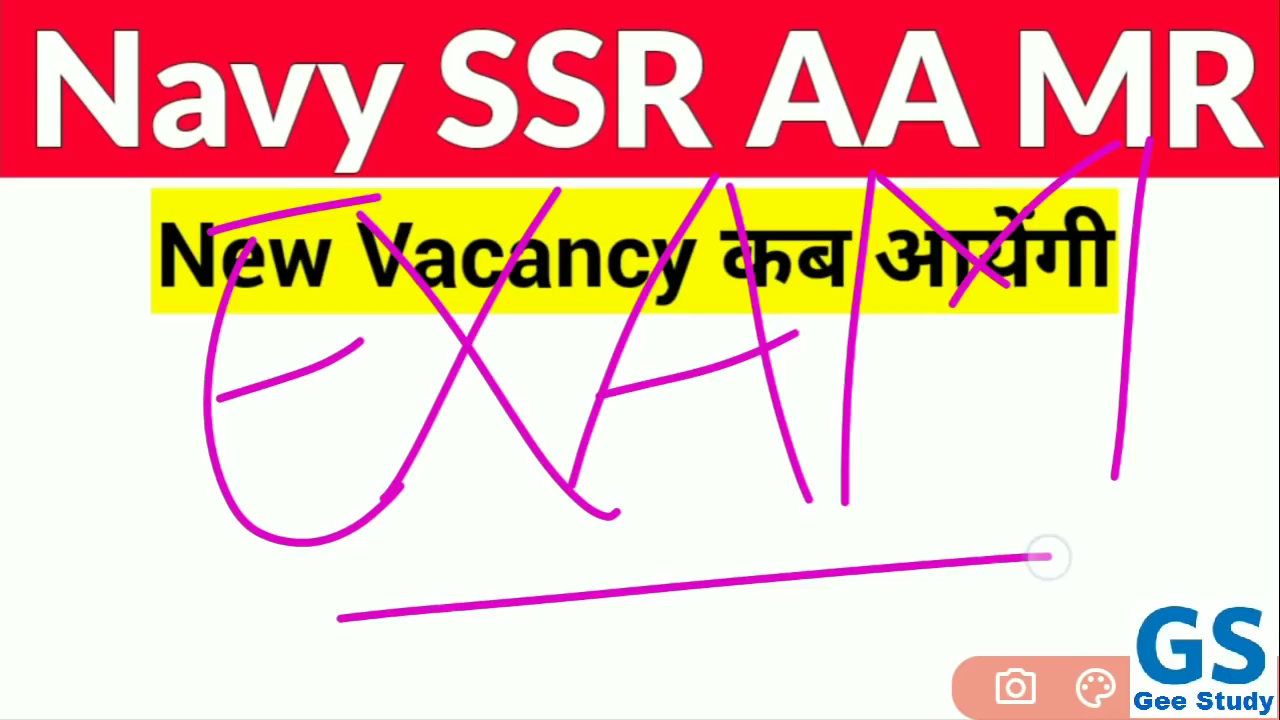 Navy SSR AA MR
New Vacancy कब आयेंगी
EXAM
GS
Gee Study